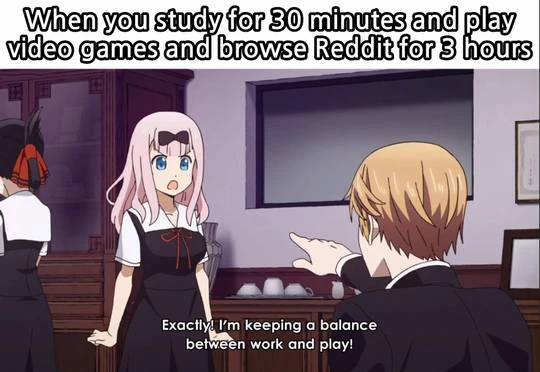 When you study for 30 minutes and play
video games and browse Reddit for 3 hours
Exactly! I'm keeping a balance
between work and play!